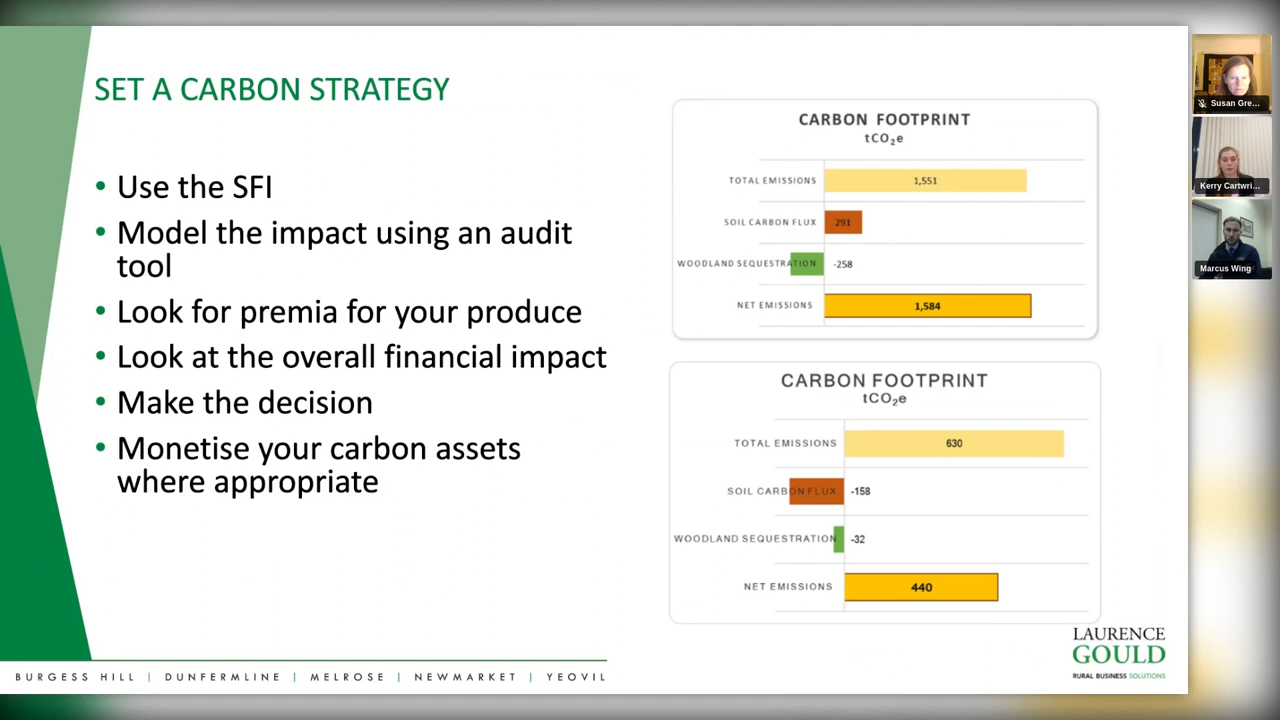 SET A CARBON STRATEGY
• Use the SFI
• Model the impact using an audit
tool
• Look for premia for your produce
• Look at the overall financial impact
• Make the decision
• Monetise your carbon assets
where appropriate
CARBON FOOTPRINT
tCO₂e
TOTAL EMISSIONS 1,551
SOIL CARBON FLUX 291
WOODLAND SEQUESTRATION -258
NET EMISSIONS 1,584
CARBON FOOTPRINT
tCO₂e
TOTAL EMISSIONS 630
SOIL CARBON FLUX -158
WOODLAND SEQUESTRATION -32
NET EMISSIONS 440
LAURENCE
GOULD
RURAL BUSINESS SOLUTIONS
BURGESS HILL | DUNFERMLINE | MELROSE | NEWMARKET | YEOVIL
Susan Gre...
Kerry Cartwri...
Marcus Wing